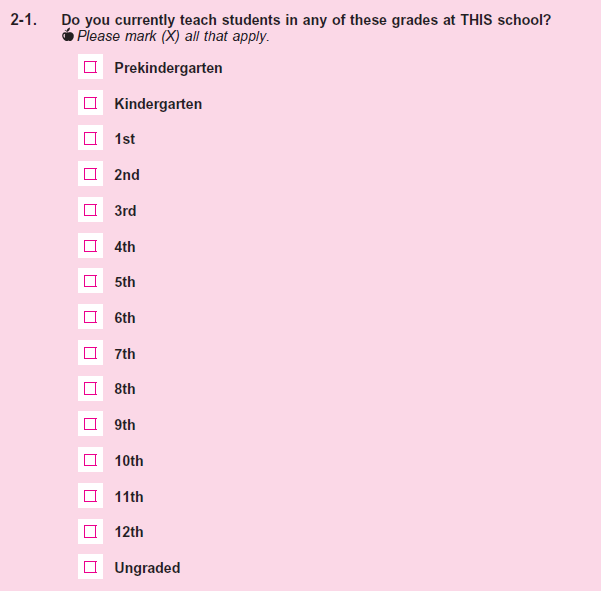 2-1. Do you currently teach students in any of these grades at THIS school?
Please mark (X) all that apply.
Prekindergarten
Kindergarten
1st
2nd
3rd
4th
5th
6th
7th
8th
9th
10th
11th
12th
Ungraded